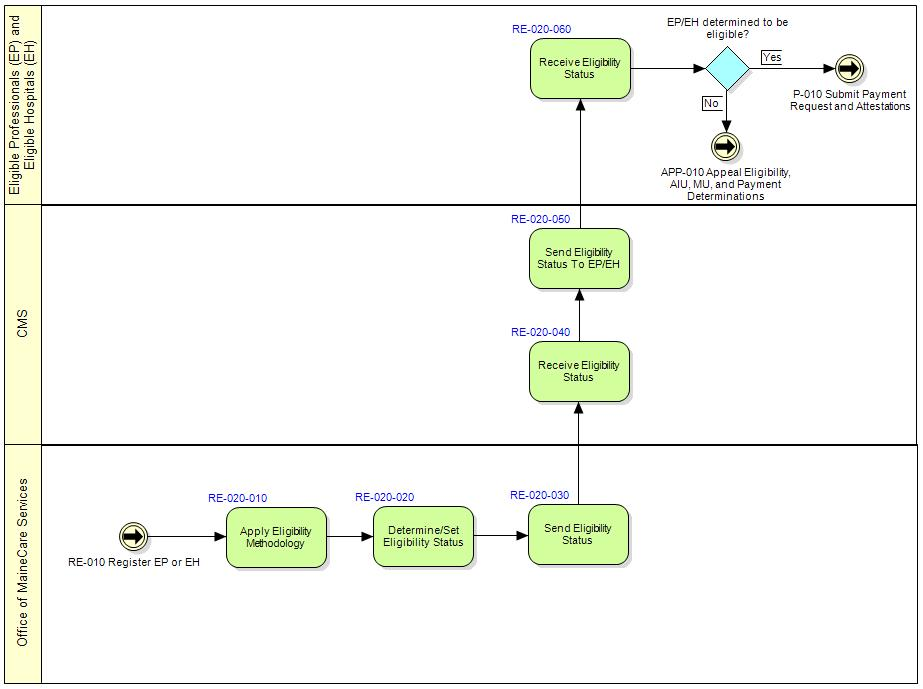 Eligible Professionals (EP) and
Eligible Hospitals (EH)
RE-020-060
Receive Eligibility
Status
EP/EH determined to be
eligible?
Yes
No
P-010 Submit Payment
Request and Attestations
APP-010 Appeal Eligibility,
AIU, MU, and Payment
Determinations
CMS
RE-020-050
Send Eligibility
Status To EP/EH
RE-020-040
Receive Eligibility
Status
Office of MaineCare Services
RE-010 Register EP or EH
RE-020-010
Apply Eligibility
Methodology
RE-020-020
Determine/Set
Eligibility Status
RE-020-030
Send Eligibility
Status